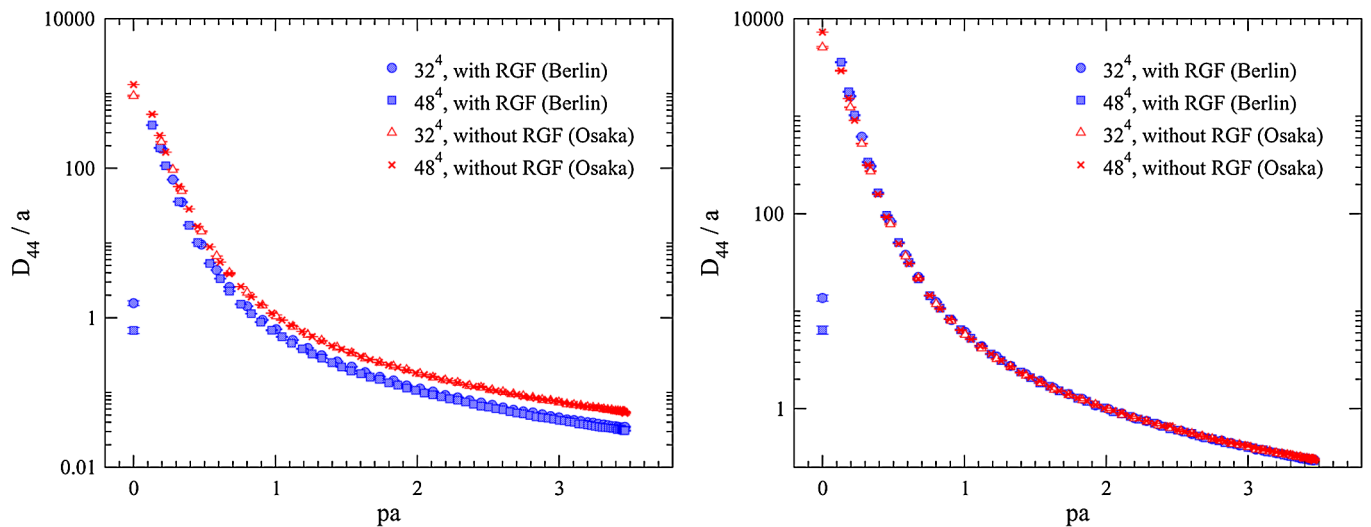 10000
100
1
0.01
D₄₄ / a
32⁴, with RGF (Berlin)
48⁴, with RGF (Berlin)
32⁴, without RGF (Osaka)
48⁴, without RGF (Osaka)
0 1 2 3
pa
10000
100
1
D₄₄ / a
32⁴, with RGF (Berlin)
48⁴, with RGF (Berlin)
32⁴, without RGF (Osaka)
48⁴, without RGF (Osaka)
0 1 2 3
pa